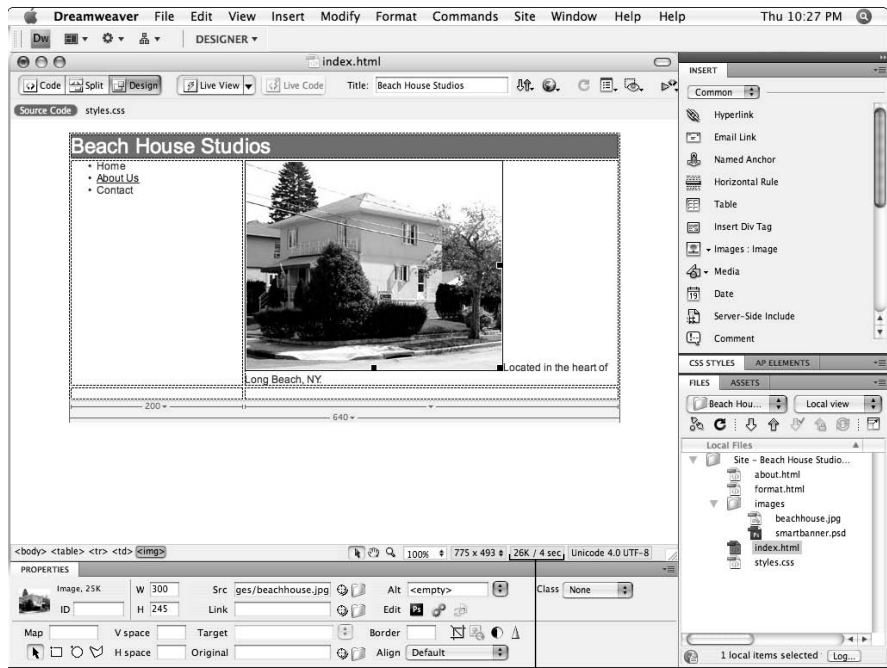 Dreamweaver File Edit View Insert Modify Format Commands Site Window Help Help Thu 10:27 PM
Dw DESIGNER
index.html
Code Split Design Live View Live Code Title: Beach House Studios
Source Code styles.css
Beach House Studios
• Home
• About Us
• Contact
Located in the heart of
Long Beach, NY.
200
640
<body> <table> <tr> <td> <img> 100% 775 x 493 26K / 4 sec Unicode 4.0 UTF-8
PROPERTIES
Image, 25K W 300 Src ges/beachhouse.jpg Alt <empty> Class None
ID H 245 Link Edit Ps
Map V space Target Border
H space Original Align Default
INSERT
Common
Hyperlink
Email Link
Named Anchor
Horizontal Rule
Table
Insert Div Tag
Images : Image
Media
19 Date
Server-Side Include
Comment
CSS STYLES AP ELEMENTS
FILES ASSETS
Beach Hou... Local view
Local Files
Site - Beach House Studio...
about.html
format.html
images
beachhouse.jpg
smartbanner.psd
index.html
styles.css
1 local items selected Log...